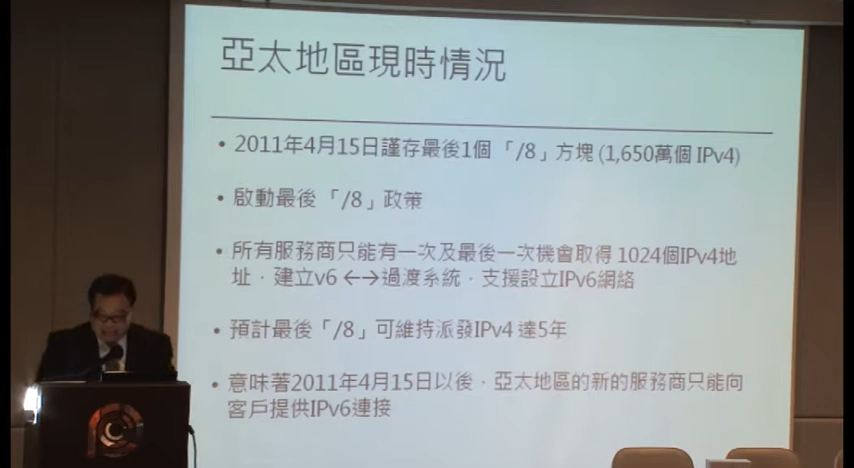 亞太地區現時情況
• 2011年4月15日謹存最後1個「/8」方塊 (1,650萬個 IPv4)
• 啟動最後「/8」政策
• 所有服務商只能有一次及最後一次機會取得 1024個IPv4地
址，建立v6 ←→過渡系統，支援設立IPv6網絡
• 預計最後「/8」可維持派發IPv4 達5年
• 意味著2011年4月15日以後，亞太地區的新的服務商只能向
客戶提供IPv6連接